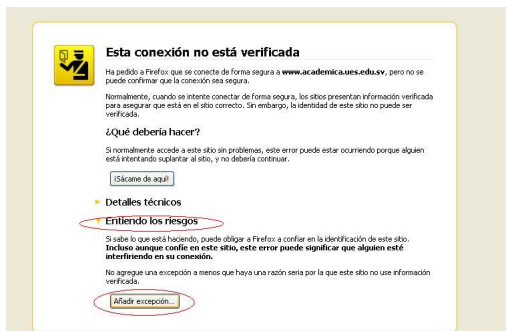 Esta conexión no está verificada
Ha pedido a Firefox que se conecte de forma segura a www.academica.ues.edu.sv, pero no se
puede confirmar que la conexión sea segura.
Normalmente, cuando se intente conectar de forma segura, los sitios presentan información verificada
para asegurar que está en el sitio correcto. Sin embargo, la identidad de este sitio no puede ser
verificada.
¿Qué debería hacer?
Si normalmente accede a este sitio sin problemas, este error puede estar ocurriendo porque alguien
está intentando suplantar al sitio, y no debería continuar.
¡Sácame de aquí!
Detalles técnicos
Entiendo los riesgos
Si sabe lo que está haciendo, puede obligar a Firefox a confiar en la identificación de este sitio.
Incluso aunque confíe en este sitio, este error puede significar que alguien esté
interfiriendo en su conexión.
No agregue una excepción a menos que haya una razón seria por la que este sitio no use información
verificada.
Añadir excepción...